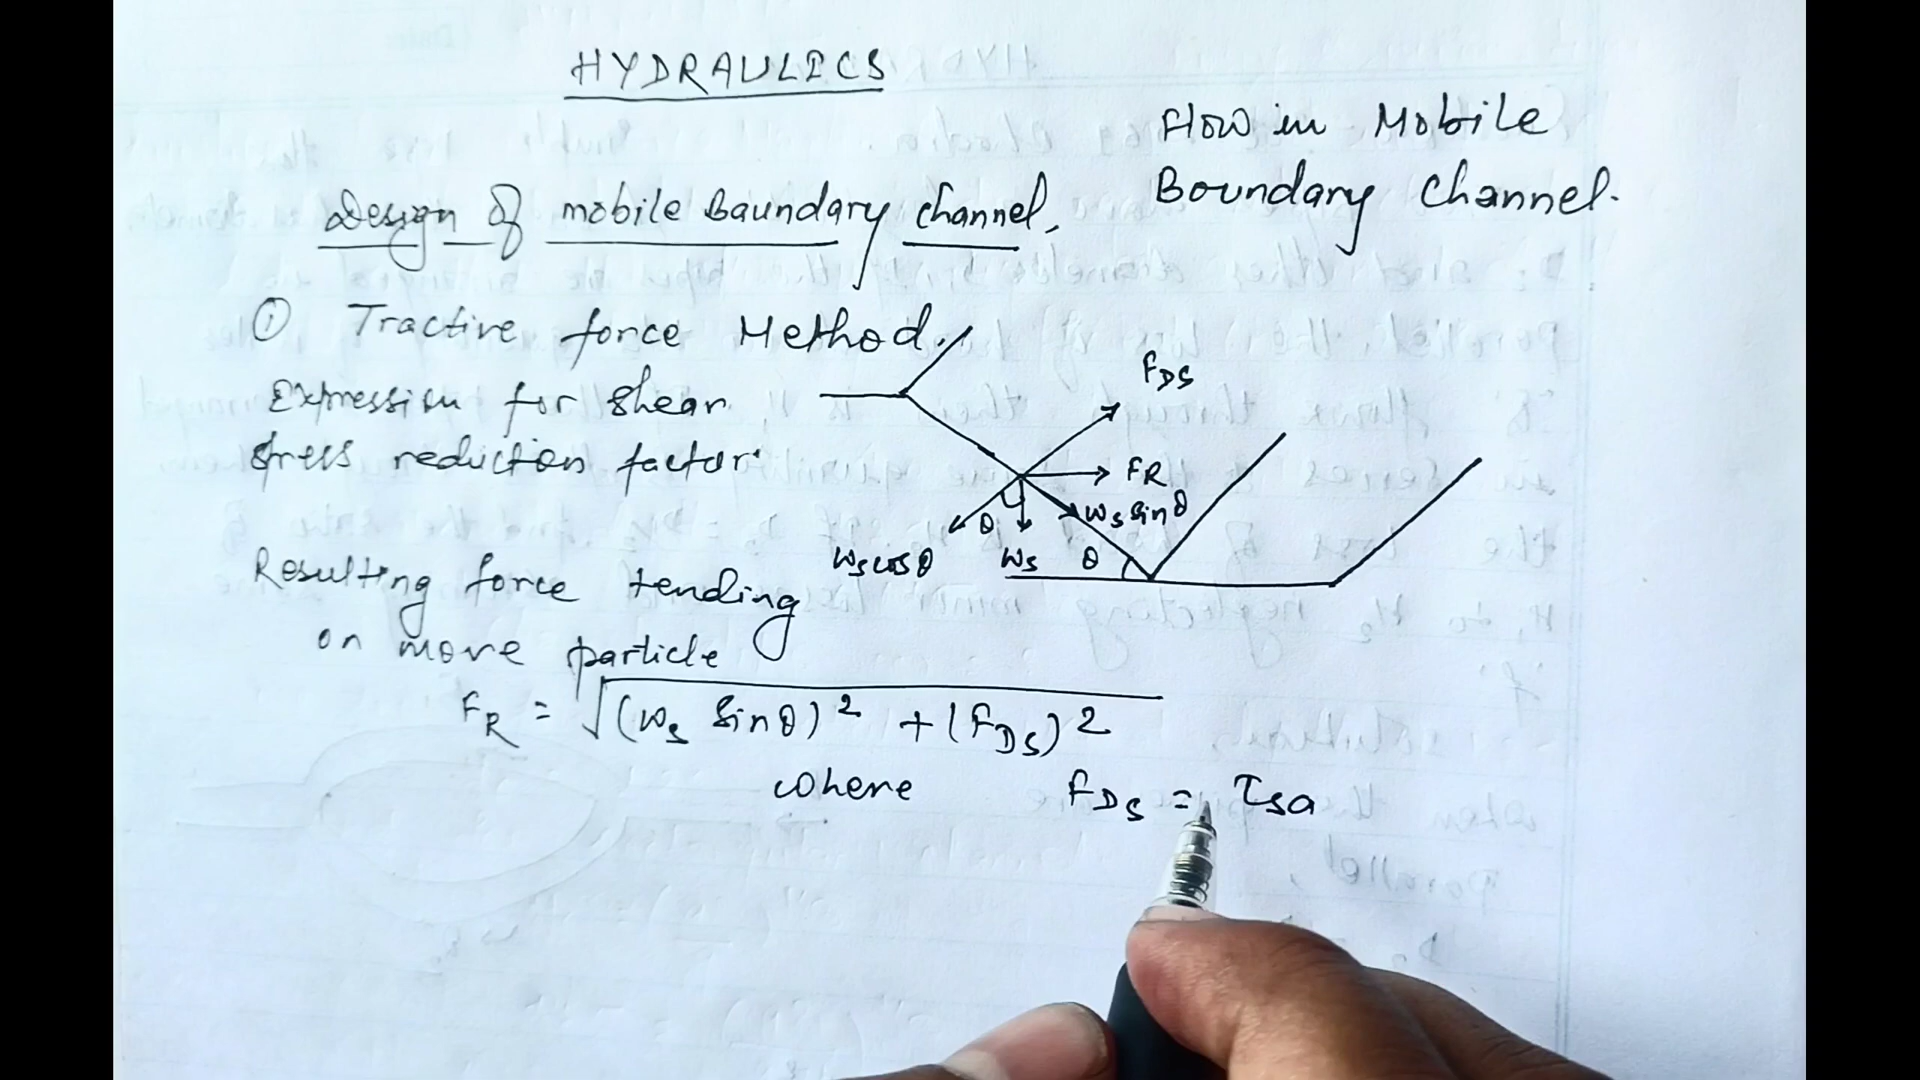 HYDRAULICS
Flow in Mobile
Boundary Channel.
Design of mobile Baundary channel,
① Tractive force Method.
Expression for shear
stress reduction factor
FDS
FR
Ws sinθ
θ
Ws cosθ
Ws
θ
Resulting force tending
on move particle
FR = √(Ws sinθ)² + (FDS)²
where FDS = τsa